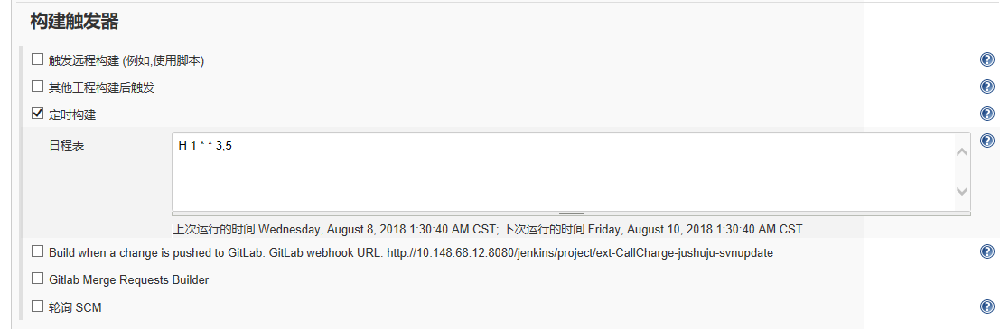 构建触发器
触发远程构建 (例如,使用脚本)
其他工程构建后触发
定时构建
日程表
H 1 * * 3,5
上次运行的时间 Wednesday, August 8, 2018 1:30:40 AM CST; 下次运行的时间 Friday, August 10, 2018 1:30:40 AM CST.
Build when a change is pushed to GitLab. GitLab webhook URL: http://10.148.68.12:8080/jenkins/project/ext-CallCharge-jushuju-svnupdate
Gitlab Merge Requests Builder
轮询 SCM